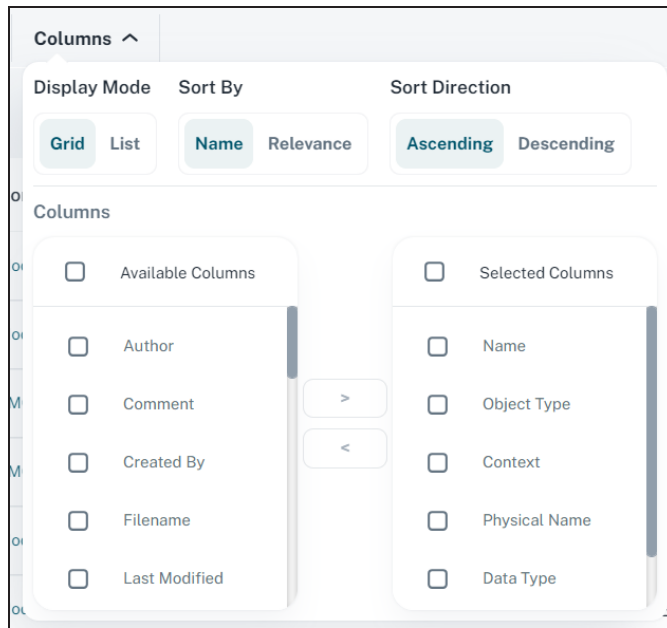 Columns
Display Mode Sort By Sort Direction
Grid List Name Relevance Ascending Descending
Columns
Available Columns Selected Columns
Author Name
Comment Object Type
>
Created By Context
<
Filename Physical Name
Last Modified Data Type